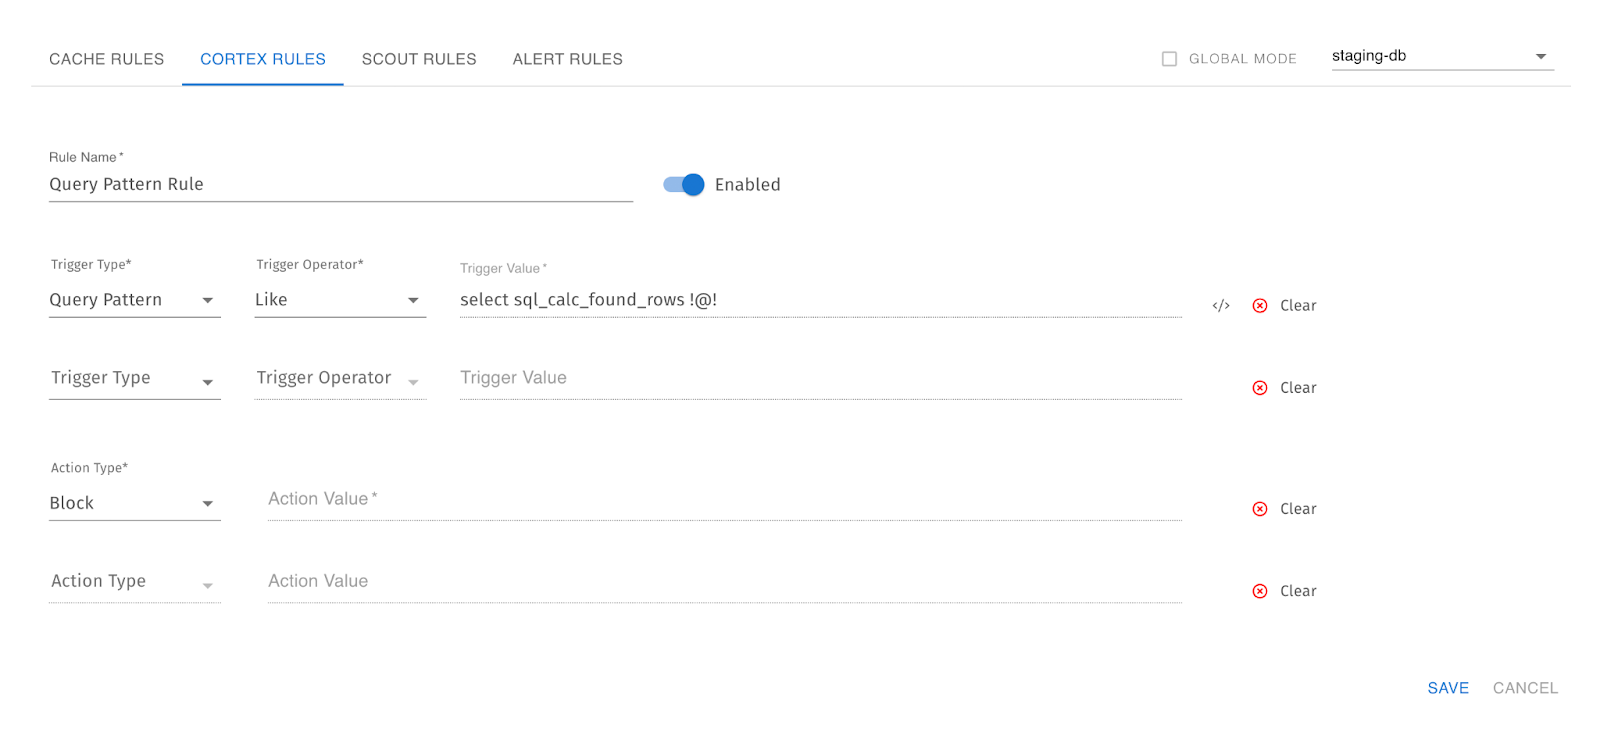 CACHE RULES CORTEX RULES SCOUT RULES ALERT RULES GLOBAL MODE staging-db
Rule Name*
Query Pattern Rule Enabled
Trigger Type* Trigger Operator* Trigger Value*
Query Pattern Like select sql_calc_found_rows !@! </> Clear
Trigger Type Trigger Operator Trigger Value Clear
Action Type*
Block Action Value* Clear
Action Type Action Value Clear
SAVE CANCEL